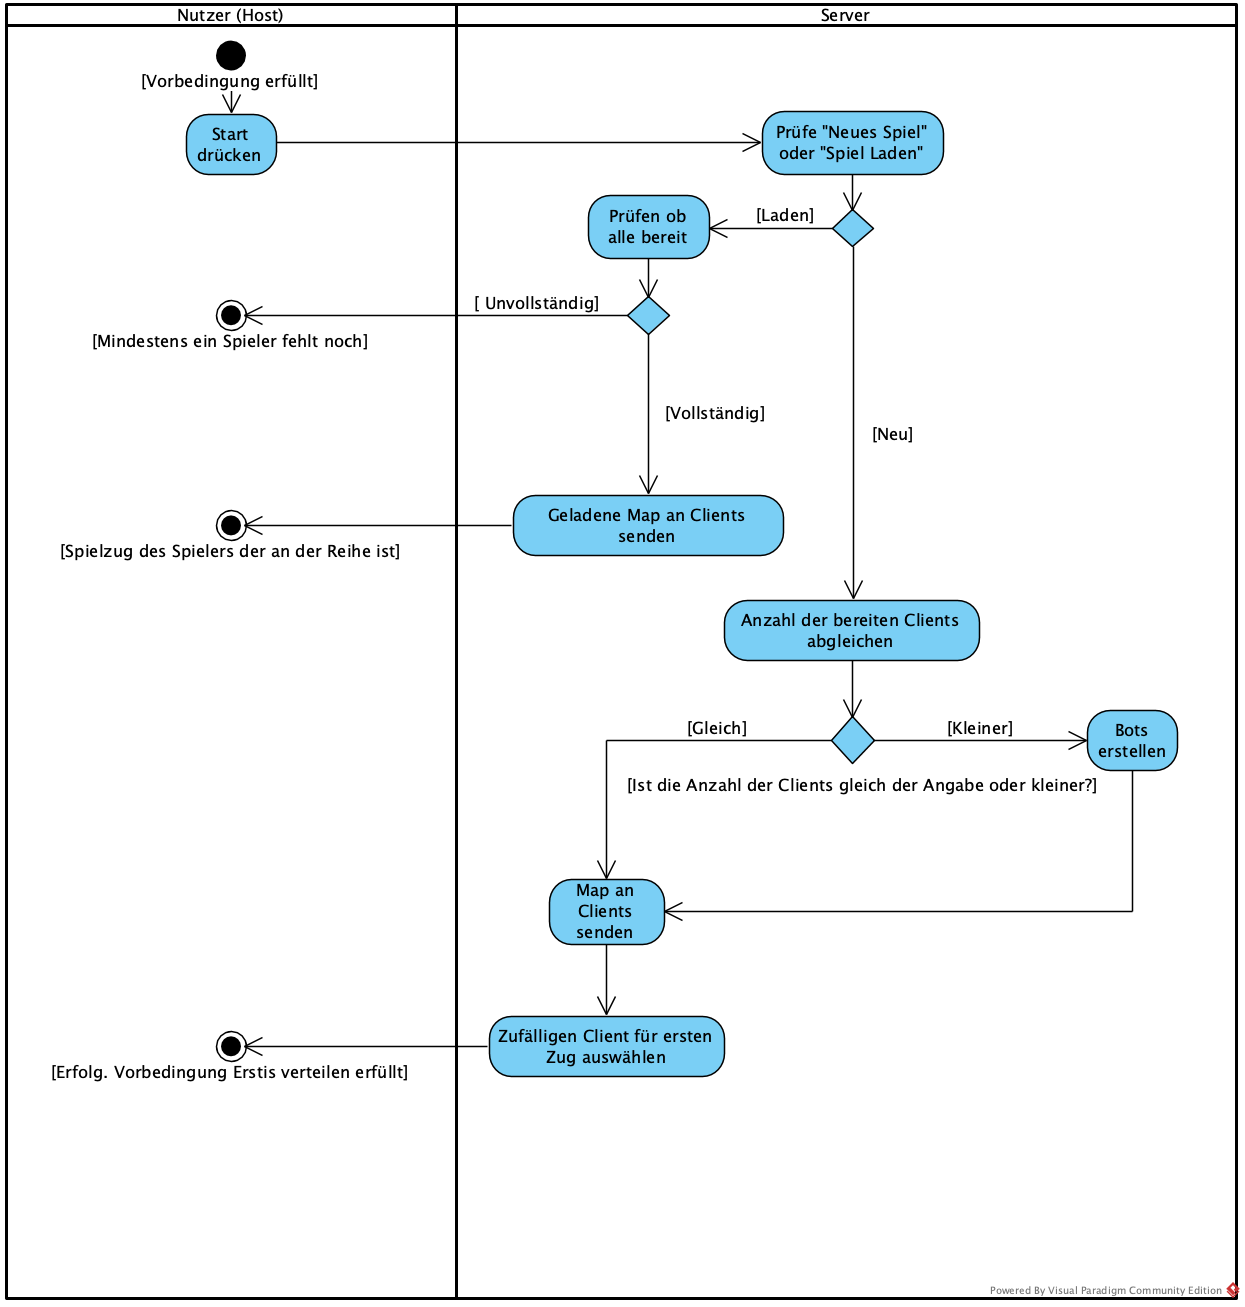 Nutzer (Host)
Server
[Vorbedingung erfüllt]
Start
drücken
Prüfe "Neues Spiel"
oder "Spiel Laden"
Prüfen ob
alle bereit
[Laden]
[ Unvollständig]
[Mindestens ein Spieler fehlt noch]
[Vollständig]
[Neu]
Geladene Map an Clients
senden
[Spielzug des Spielers der an der Reihe ist]
Anzahl der bereiten Clients
abgleichen
[Gleich]
[Kleiner]
Bots
erstellen
[Ist die Anzahl der Clients gleich der Angabe oder kleiner?]
Map an
Clients
senden
Zufälligen Client für ersten
Zug auswählen
[Erfolg. Vorbedingung Erstis verteilen erfüllt]
Powered By Visual Paradigm Community Edition